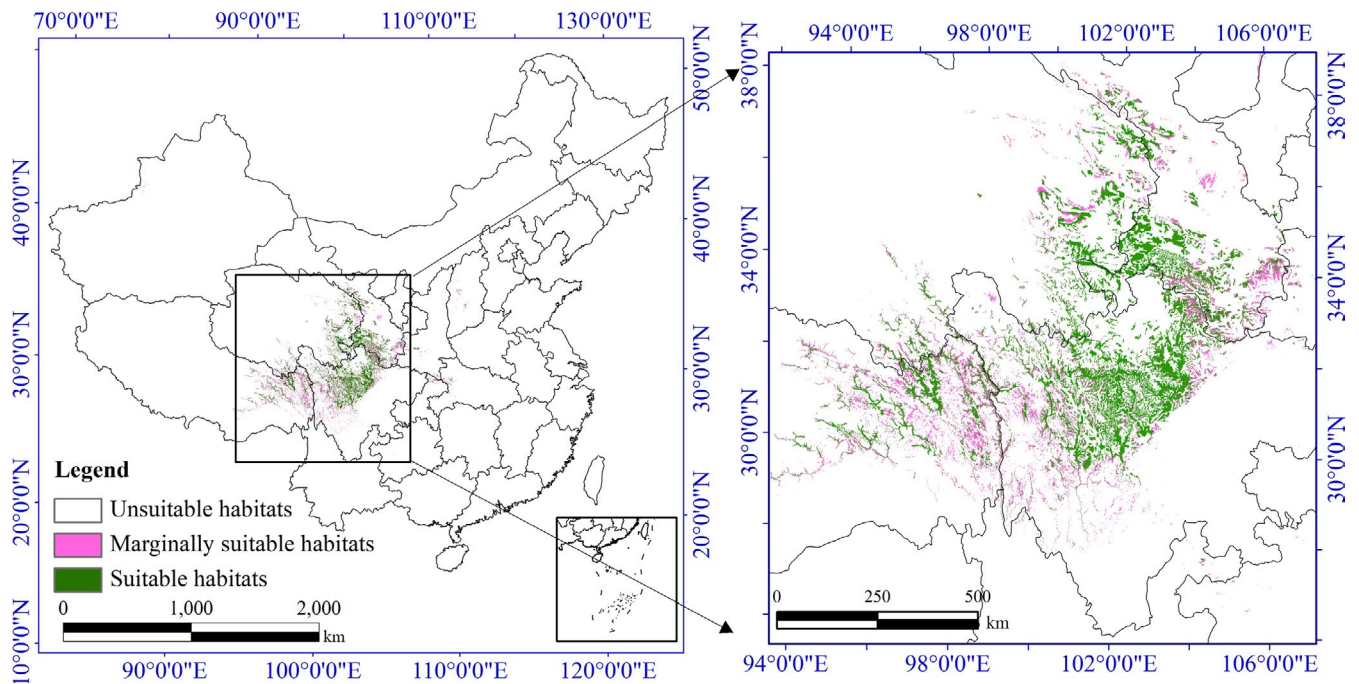 70°0'0"E
90°0'0"E
110°0'0"E
130°0'0"E
50°0'0"N
40°0'0"N
30°0'0"N
20°0'0"N
40°0'0"N
30°0'0"N
20°0'0"N
10°0'0"N
90°0'0"E
100°0'0"E
110°0'0"E
120°0'0"E
Legend
Unsuitable habitats
Marginally suitable habitats
Suitable habitats
0
1,000
2,000
km
94°0'0"E
98°0'0"E
102°0'0"E
106°0'0"E
38°0'0"N
34°0'0"N
30°0'0"N
38°0'0"N
34°0'0"N
30°0'0"N
0
250
500
km
94°0'0"E
98°0'0"E
102°0'0"E
106°0'0"E